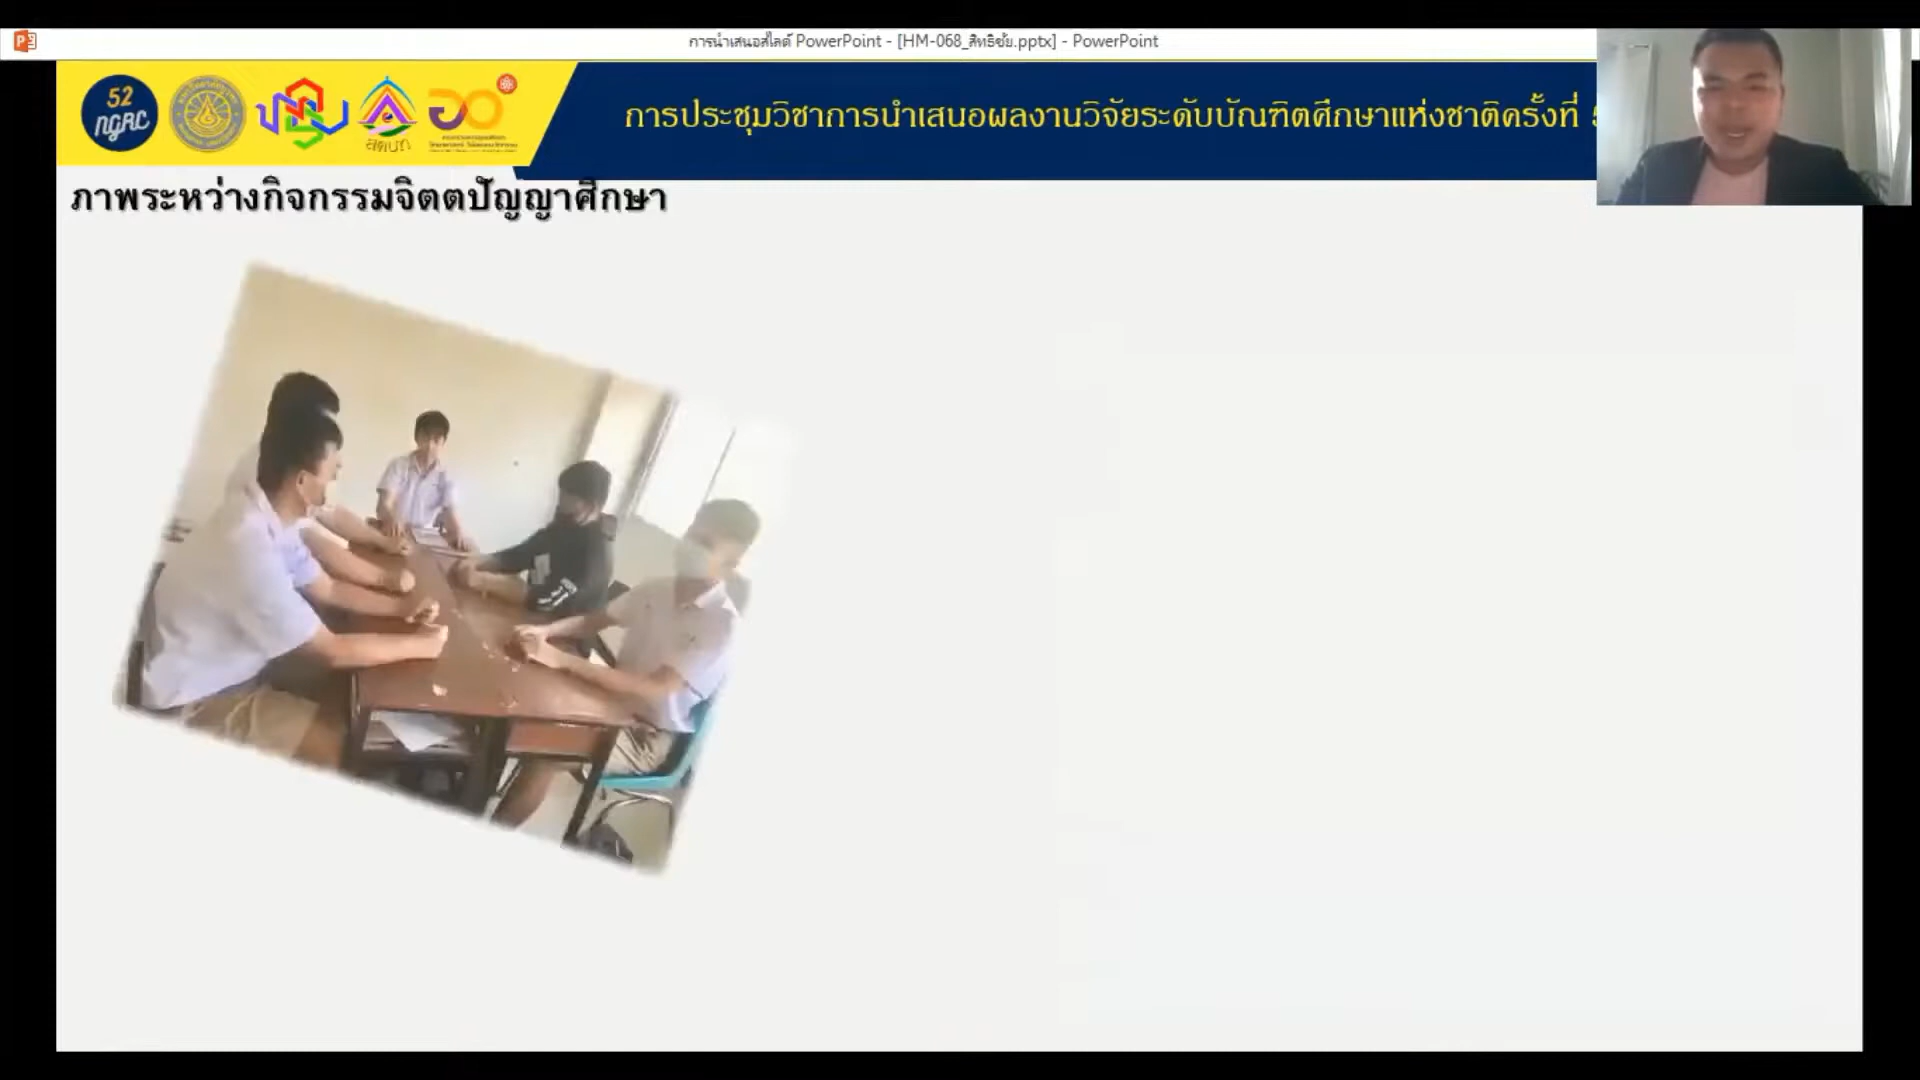 การนำเสนอสไลด์ PowerPoint - [HM-068_สิทธิชัย.pptx] - PowerPoint
52
NGRC
สคบท
การประชุมวิชาการนำเสนอผลงานวิจัยระดับบัณฑิตศึกษาแห่งชาติครั้งที่ 5
ภาพระหว่างกิจกรรมจิตตปัญญาศึกษา